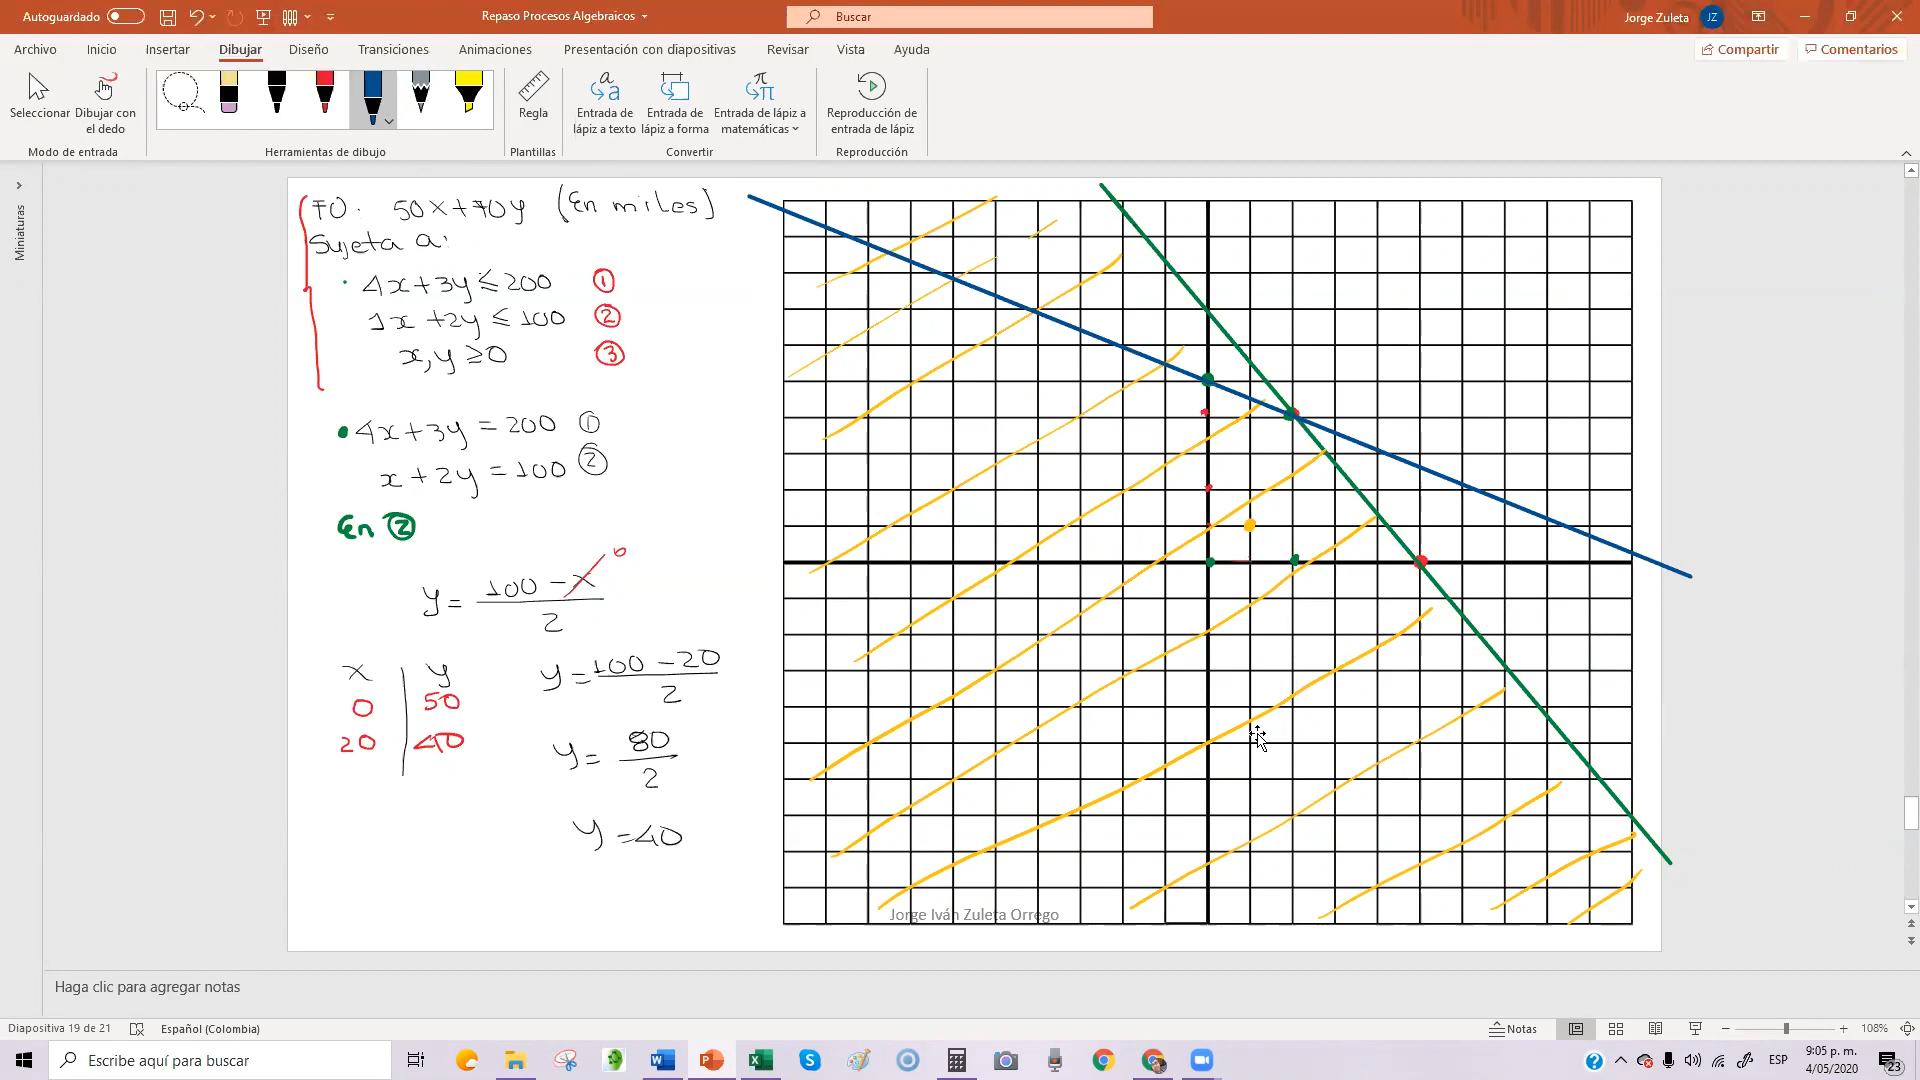 Autoguardado
Repaso Procesos Algebraicos
Buscar
Jorge Zuleta
JZ
Archivo
Inicio
Insertar
Dibujar
Diseño
Transiciones
Animaciones
Presentación con diapositivas
Revisar
Vista
Ayuda
Compartir
Comentarios
Seleccionar
Dibujar con el dedo
Regla
Entrada de lápiz a texto
Entrada de lápiz a forma
Entrada de lápiz a matemáticas
Reproducción de entrada de lápiz
Modo de entrada
Herramientas de dibujo
Plantillas
Convertir
Reproducción
Miniaturas
FO: 50x+70y (En miles)
Sujeta a:
4x+3y ≤ 200 ①
1x +2y ≤ 100 ②
x,y ≥ 0 ③
4x+3y = 200 ①
x+2y = 100 ②
En ②
y = (100 - x)/2 0
x | y
0 | 50
20 | 40
y = (100 - 20)/2
y = 80/2
y = 40
Jorge Iván Zuleta Orrego
Haga clic para agregar notas
Diapositiva 19 de 21
Español (Colombia)
Notas
108%
Escribe aquí para buscar
ESP
9:05 p. m.
4/05/2020
23